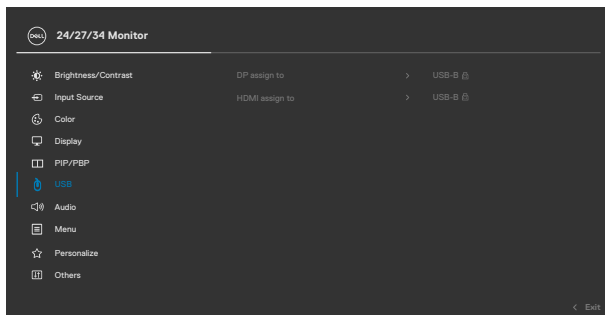 DELL 24/27/34 Monitor
Brightness/Contrast DP assign to > USB-B
Input Source HDMI assign to > USB-B
Color
Display
PIP/PBP
USB
Audio
Menu
Personalize
Others
< Exit